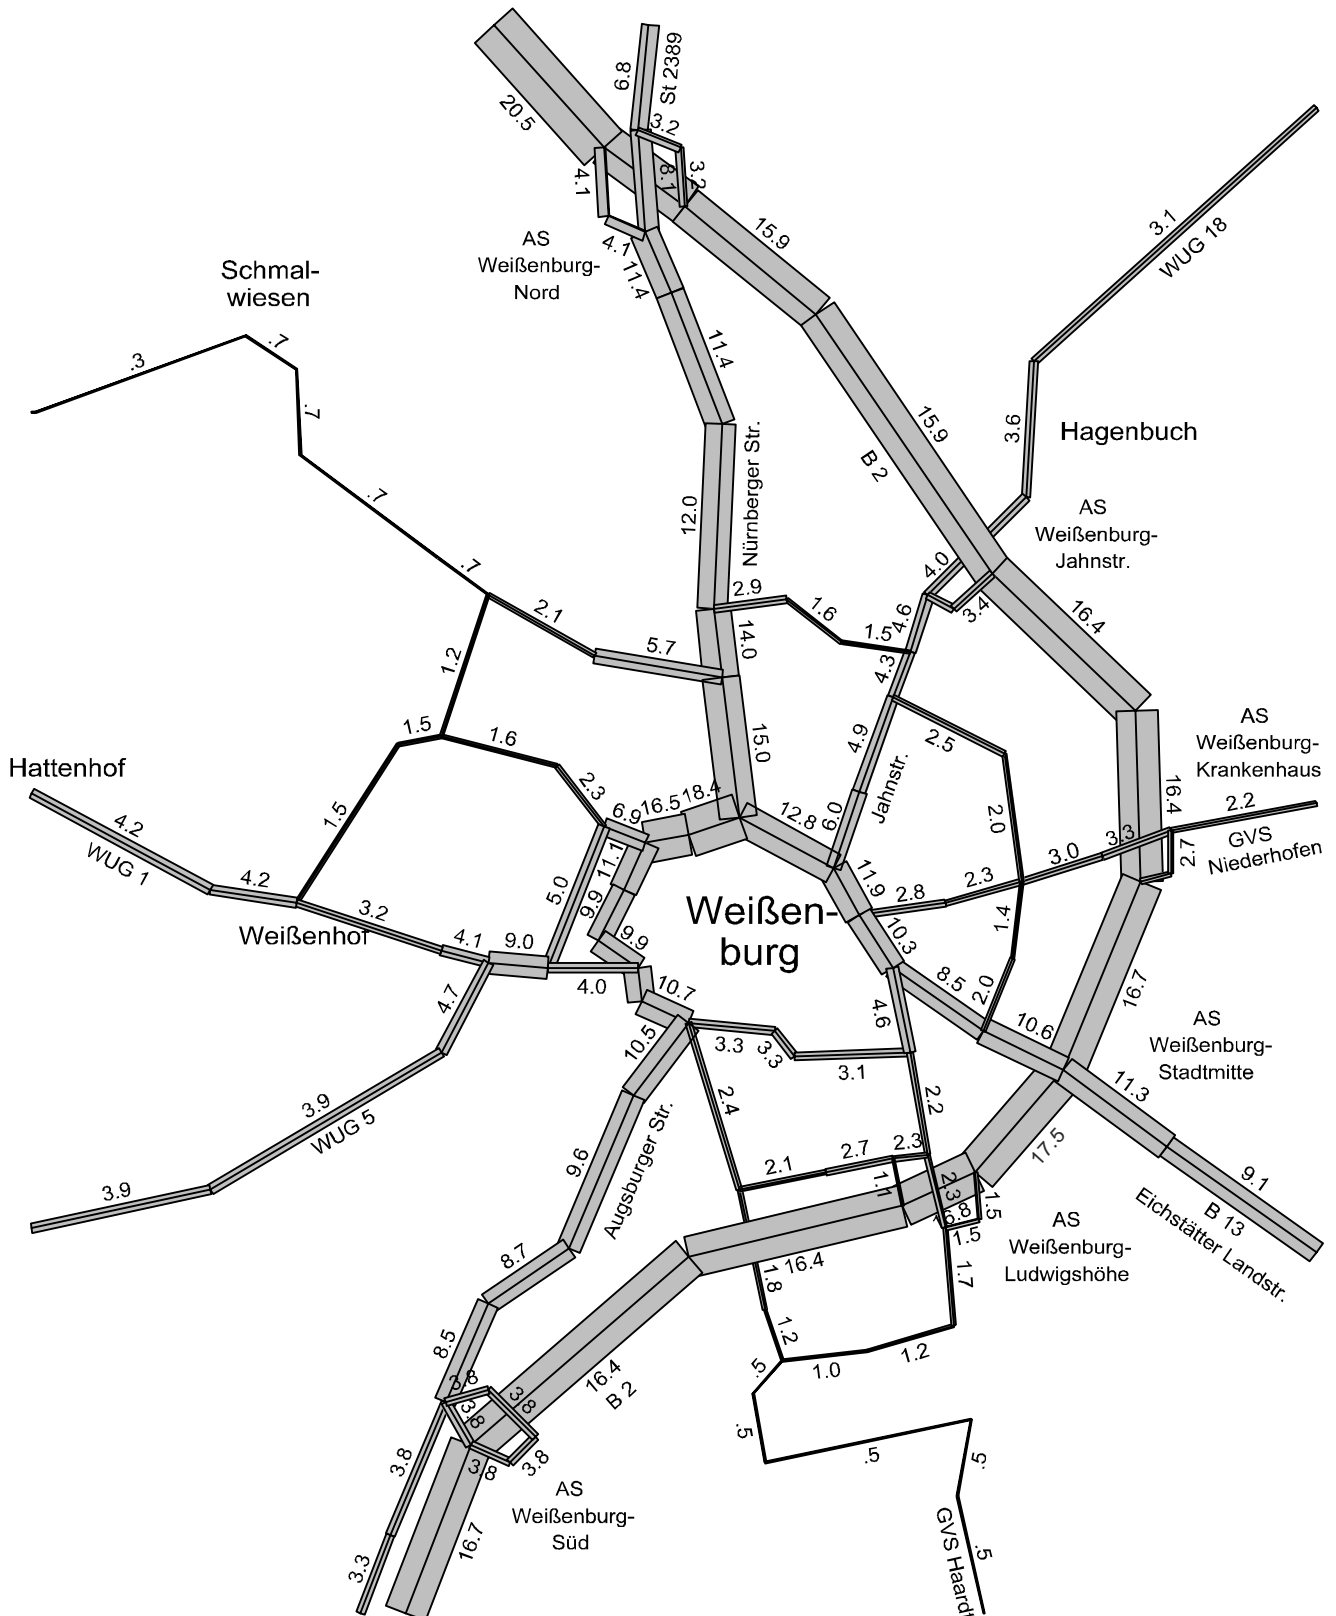 20.5
6.8
St 2389
3.2
3.2
8.1
4.1
4.1
11.4
AS
Weißenburg-
Nord
15.9
3.1
WUG 18
Schmal-
wiesen
.3
.7
.7
.7
.7
11.4
15.9
B 2
3.6
Hagenbuch
AS
Weißenburg-
Jahnstr.
12.0
Nürnberger Str.
2.9
1.6
1.5
4.6
4.0
3.4
4.3
14.0
2.1
5.7
1.2
16.4
1.5
1.6
2.3
1.5
15.0
4.9
2.5
Jahnstr.
6.0
2.0
AS
Weißenburg-
Krankenhaus
16.4
2.2
GVS
Niederhofen
2.7
3.3
3.0
2.3
2.8
Hattenhof
4.2
WUG 1
4.2
Weißenhof
3.2
4.1
9.0
5.0
6.9
16.5
18.4
12.8
11.1
9.9
9.9
11.9
10.3
Weißen-
burg
4.0
10.7
4.7
3.9
WUG 5
3.9
8.5
4.6
1.4
2.0
10.6
16.7
AS
Weißenburg-
Stadtmitte
11.3
9.1
B 13
Eichstätter Landstr.
17.5
10.5
3.3
3.3
3.1
2.4
2.2
9.6
Augsburger Str.
2.1
2.7
2.3
1.1
2.3
16.8
1.5
1.5
AS
Weißenburg-
Ludwigshöhe
8.7
16.4
1.8
1.7
1.2
1.0
1.2
8.5
16.4
B 2
3.8
3.8
3.8
3.8
3.8
3.8
3.3
16.7
AS
Weißenburg-
Süd
.5
.5
.5
.5
.5
GVS Haardt